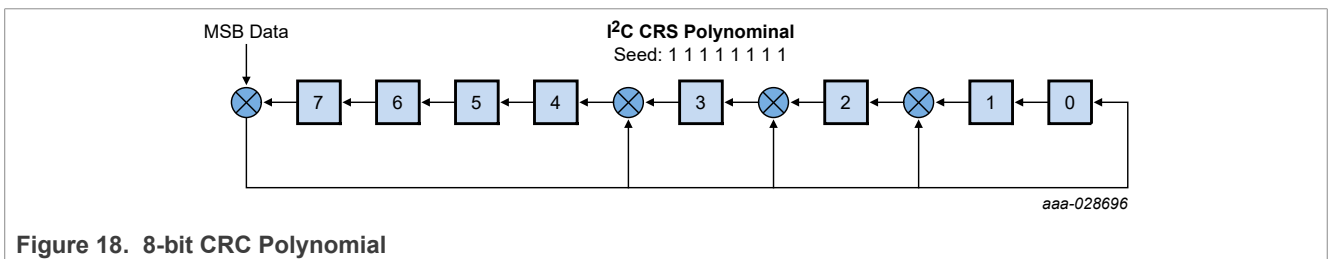 MSB Data
I2C CRS Polynominal
Seed: 1 1 1 1 1 1 1 1
7 6 5 4 3 2 1 0
aaa-028696
Figure 18. 8-bit CRC Polynomial